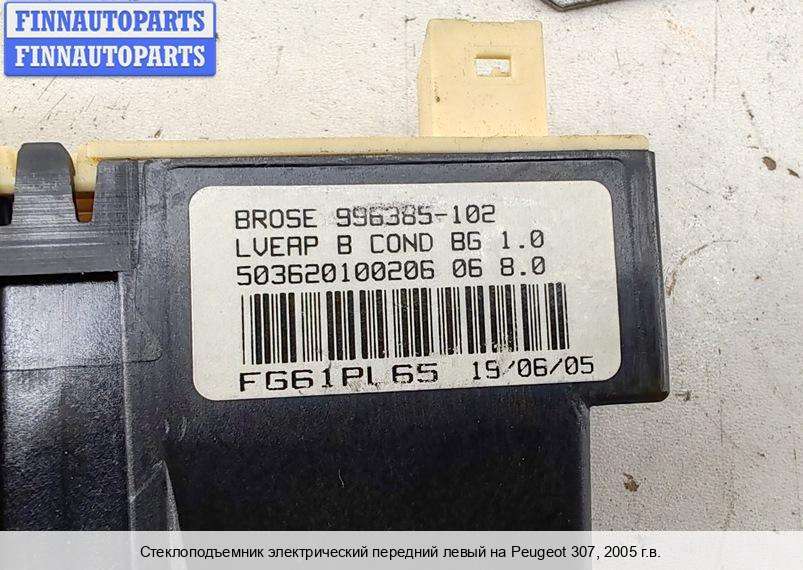 FINNAUTOPARTS
FINNAUTOPARTS
BROSE 996385-102
LVEAP B COND BG 1.0
503620100206 06 8.0
FG61PL65 19/06/05
Стеклоподъемник электрический передний левый на Peugeot 307, 2005 г.в.